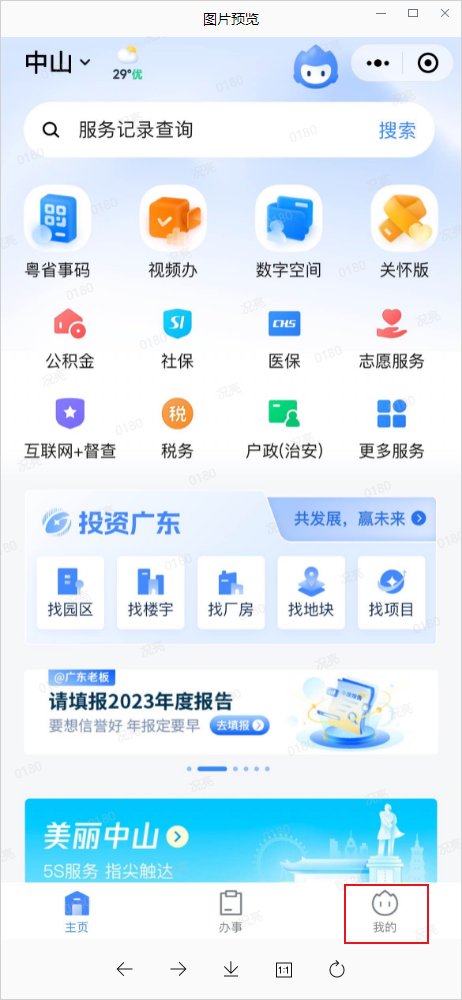 图片预览
中山
29°优
服务记录查询 搜索
粤省事码 视频办 数字空间 关怀版
公积金 社保 医保 志愿服务
互联网+督查 税务 户政(治安) 更多服务
投资广东 共发展，赢未来
找园区 找楼宇 找厂房 找地块 找项目
@广东老板
请填报2023年度报告
要想信誉好 年报定要早 去填报
美丽中山
5S服务 指尖触达
主页 办事 我的
1:1